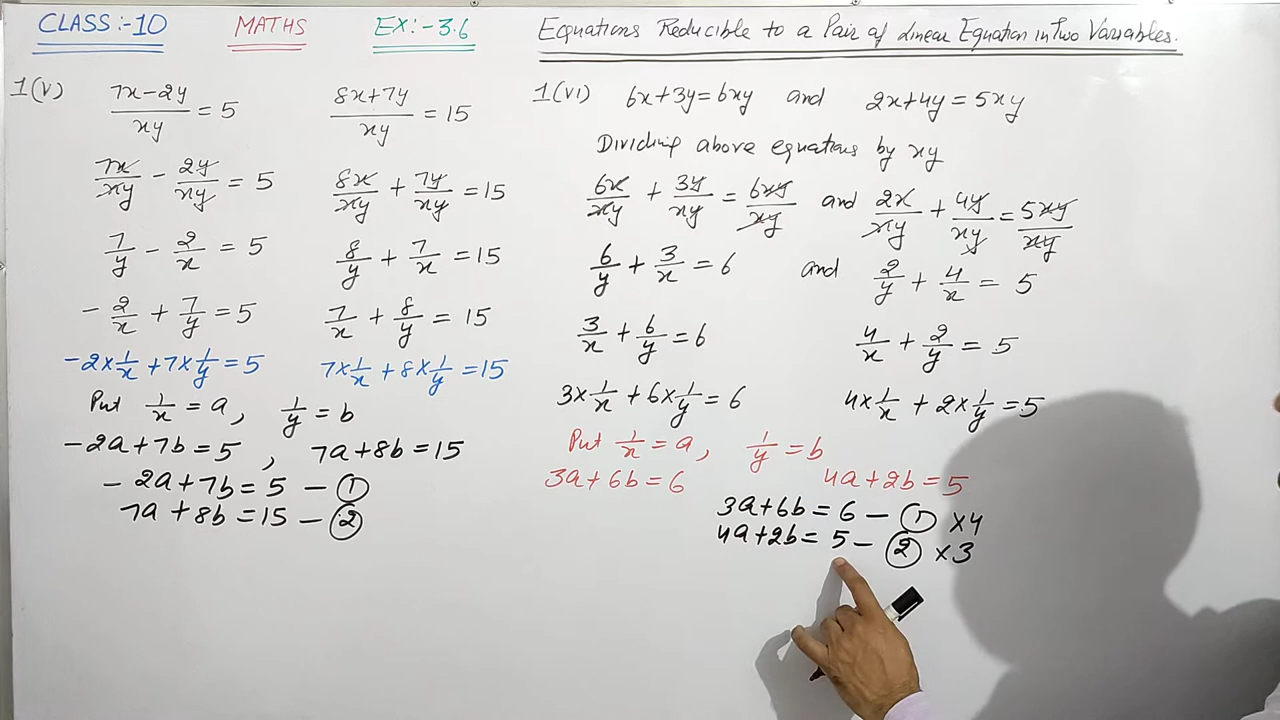 CLASS:-10 MATHS EX:-3.6 Equations Reducible to a Pair of Linear Equation in Two Variables.
1(V) 7x-2y/xy = 5 8x+7y/xy = 15
7x/xy - 2y/xy = 5 8x/xy + 7y/xy = 15
7/y - 2/x = 5 8/y + 7/x = 15
-2/x + 7/y = 5 7/x + 8/y = 15
-2×1/x + 7×1/y = 5 7×1/x + 8×1/y = 15
Put 1/x = a, 1/y = b
-2a+7b=5, 7a+8b=15
-2a+7b=5 - ①
7a+8b=15 - ②
1(VI) 6x+3y=6xy and 2x+4y=5xy
Dividing above equations by xy
6x/xy + 3y/xy = 6xy/xy and 2x/xy + 4y/xy = 5xy/xy
6/y + 3/x = 6 and 2/y + 4/x = 5
3/x + 6/y = 6 4/x + 2/y = 5
3×1/x + 6×1/y = 6 4×1/x + 2×1/y = 5
Put 1/x = a, 1/y = b
3a+6b=6 4a+2b=5
3a+6b=6 - ① ×4
4a+2b=5 - ② ×3